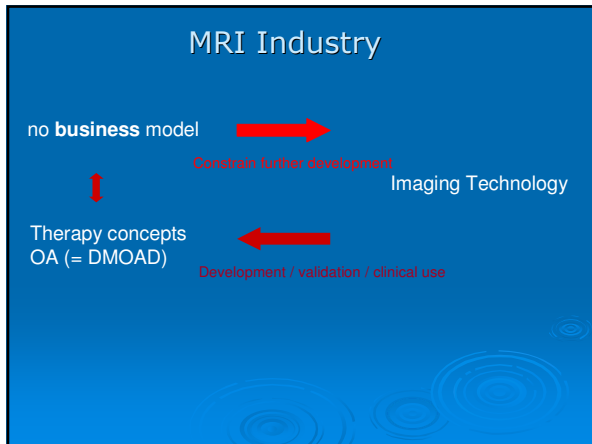 MRI Industry
no business model
Constrain further development
Imaging Technology
Therapy concepts
OA (= DMOAD)
Development / validation / clinical use